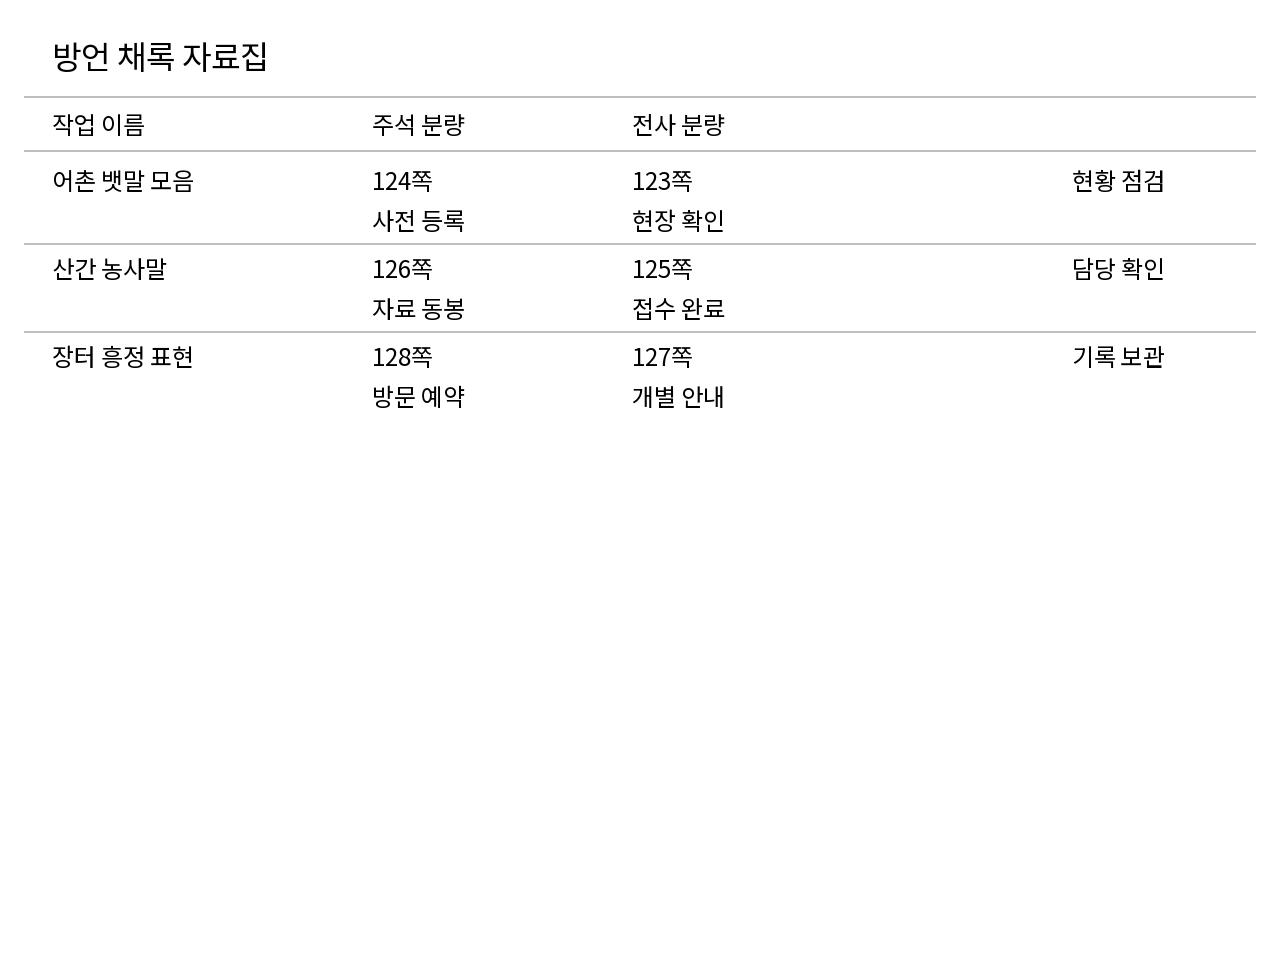 방언 채록 자료집
작업 이름 주석 분량 전사 분량
어촌 뱃말 모음 124쪽 123쪽 현황 점검
사전 등록 현장 확인
산간 농사말 126쪽 125쪽 담당 확인
자료 동봉 접수 완료
장터 흥정 표현 128쪽 127쪽 기록 보관
방문 예약 개별 안내